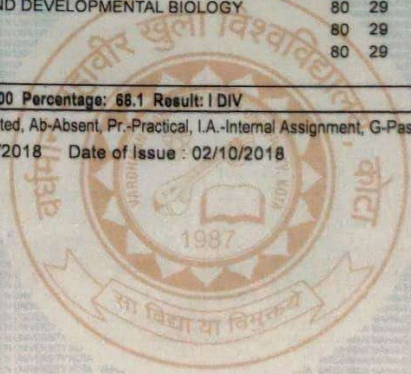 ND DEVELOPMENTAL BIOLOGY 80 29
80 29
80 29
00 Percentage: 68.1 Result: I DIV
ted, Ab-Absent, Pr.-Practical, I.A.-Internal Assignment, G-Pas
/2018 Date of Issue : 02/10/2018
वर्धमान महावीर खुला विश्वविद्यालय, कोटा
1987
सा विद्या या विमुक्तये